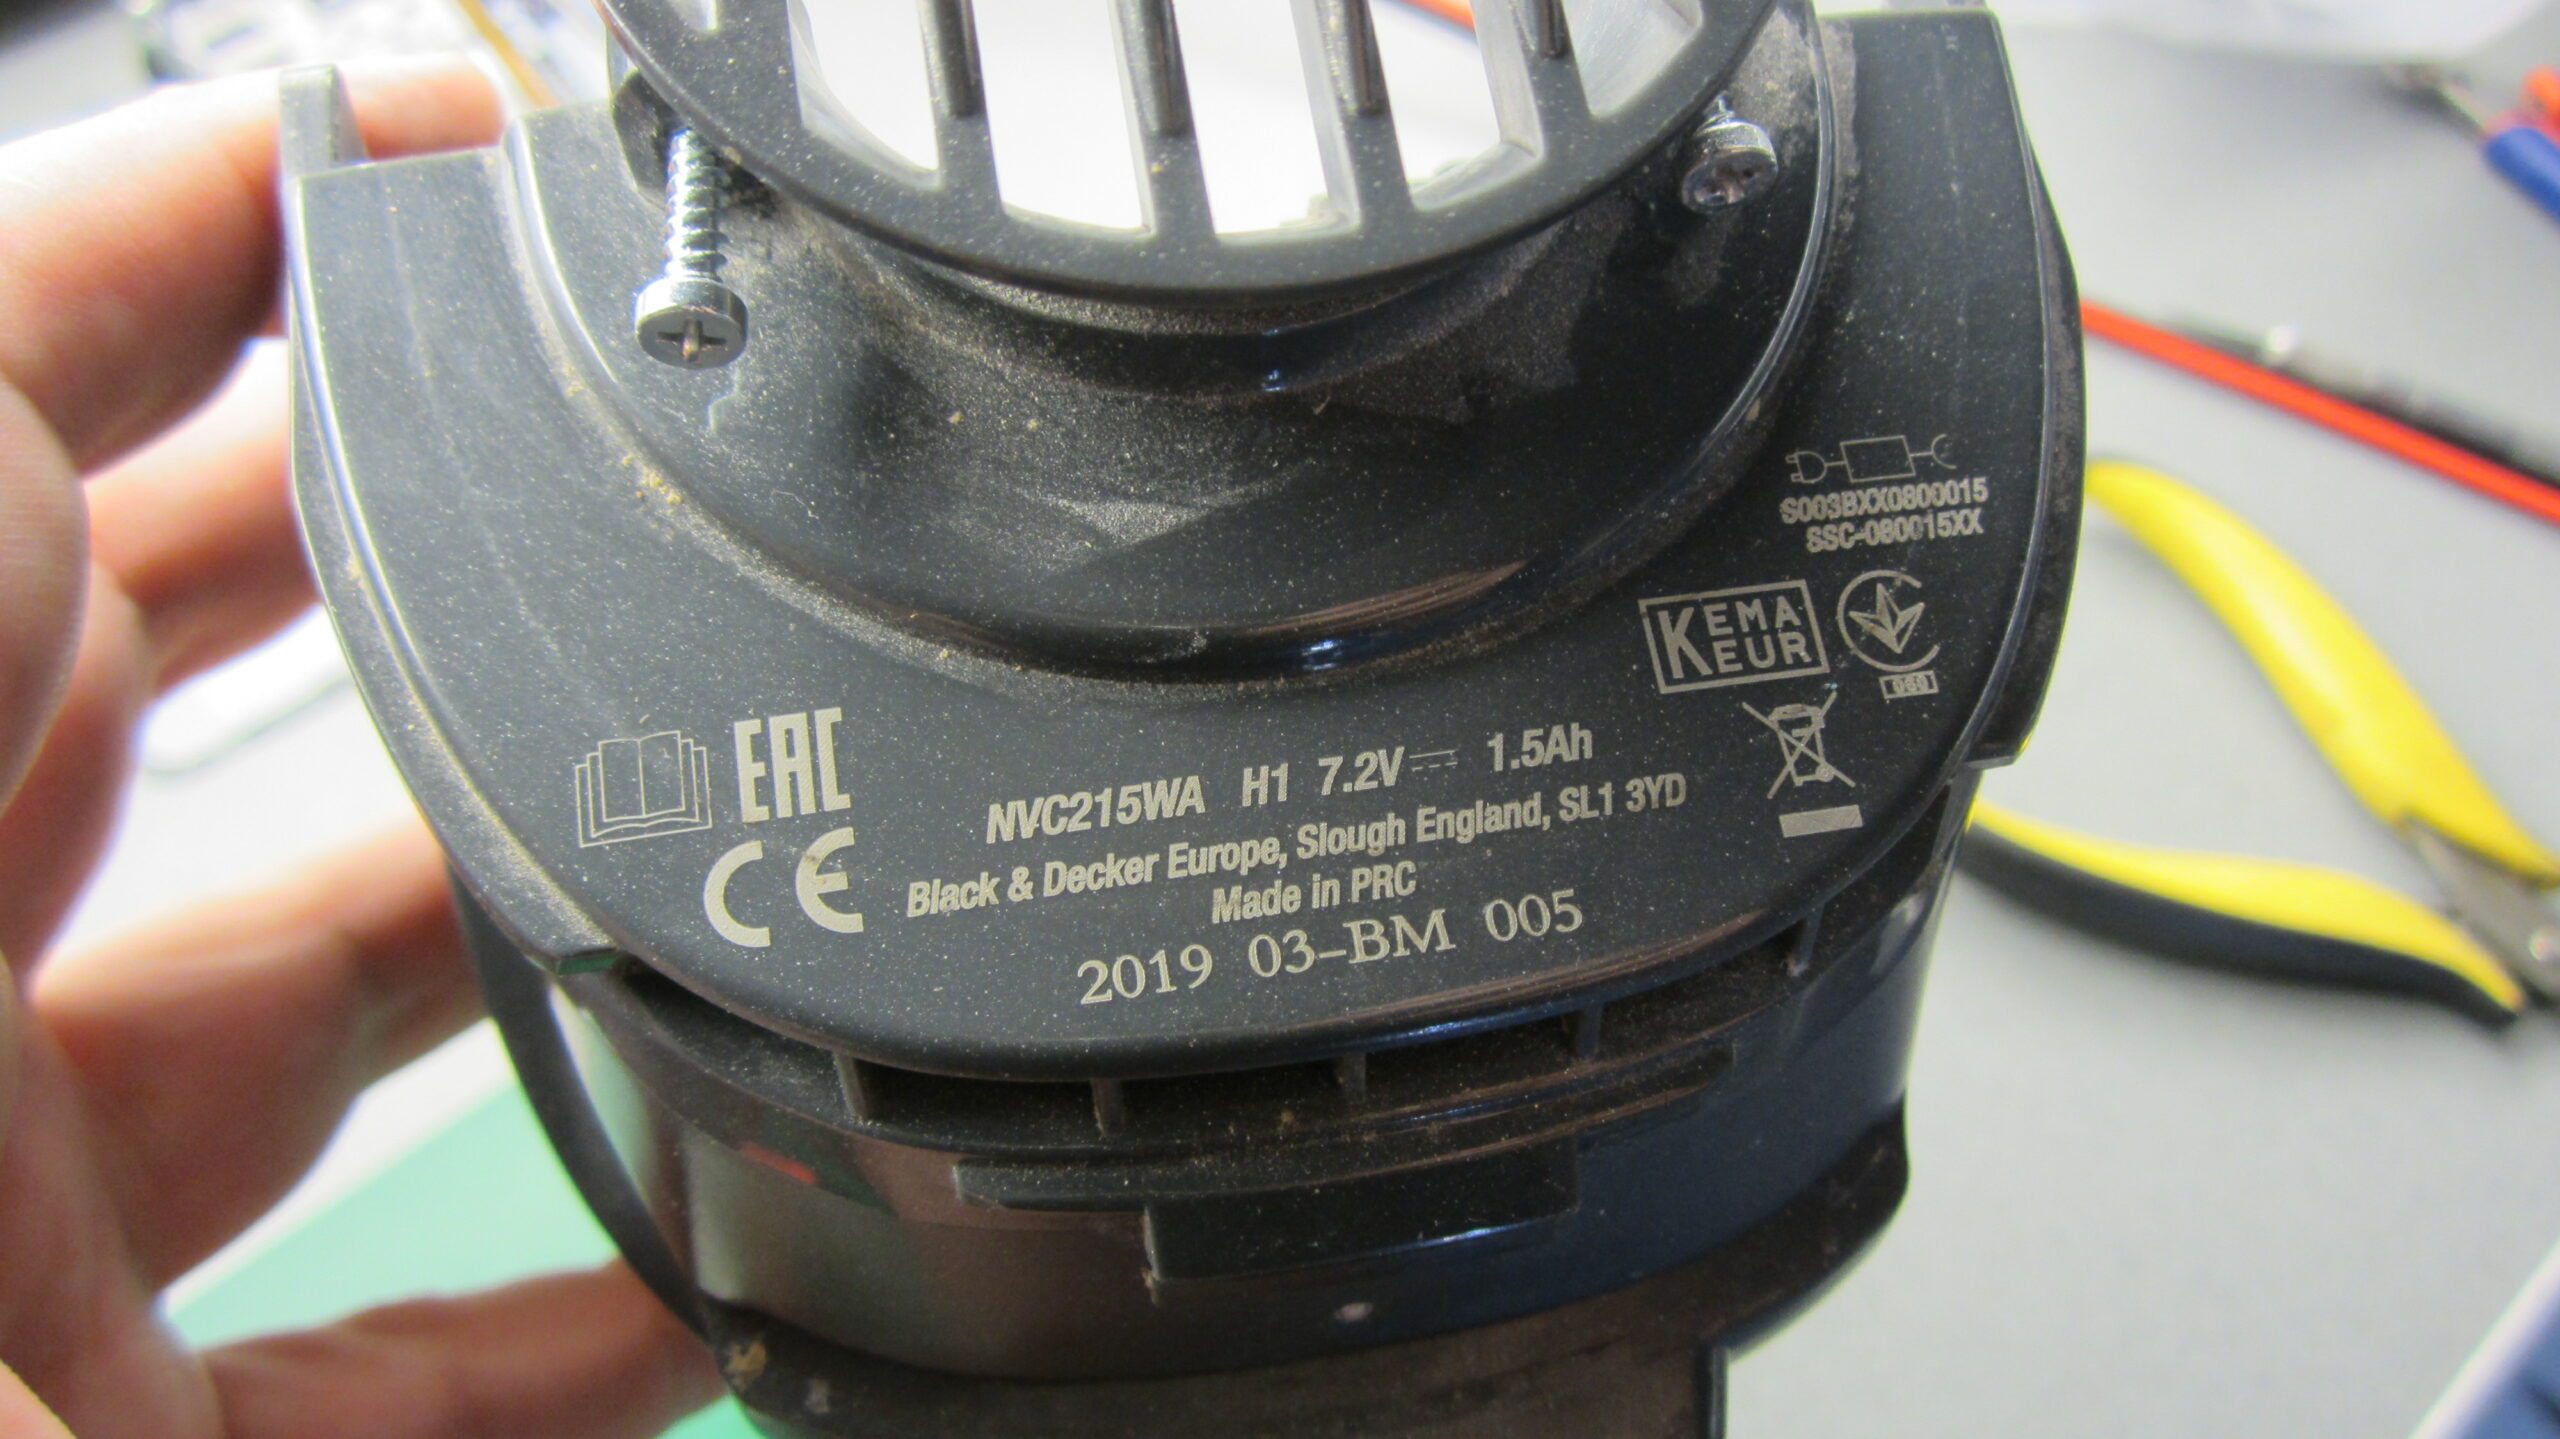 S003BXX0800015
SSC-080015XX
KEMA
KEUR
EAC
CE
NVC215WA H1 7.2V⎓ 1.5Ah
Black & Decker Europe, Slough England, SL1 3YD
Made in PRC
2019 03-BM 005